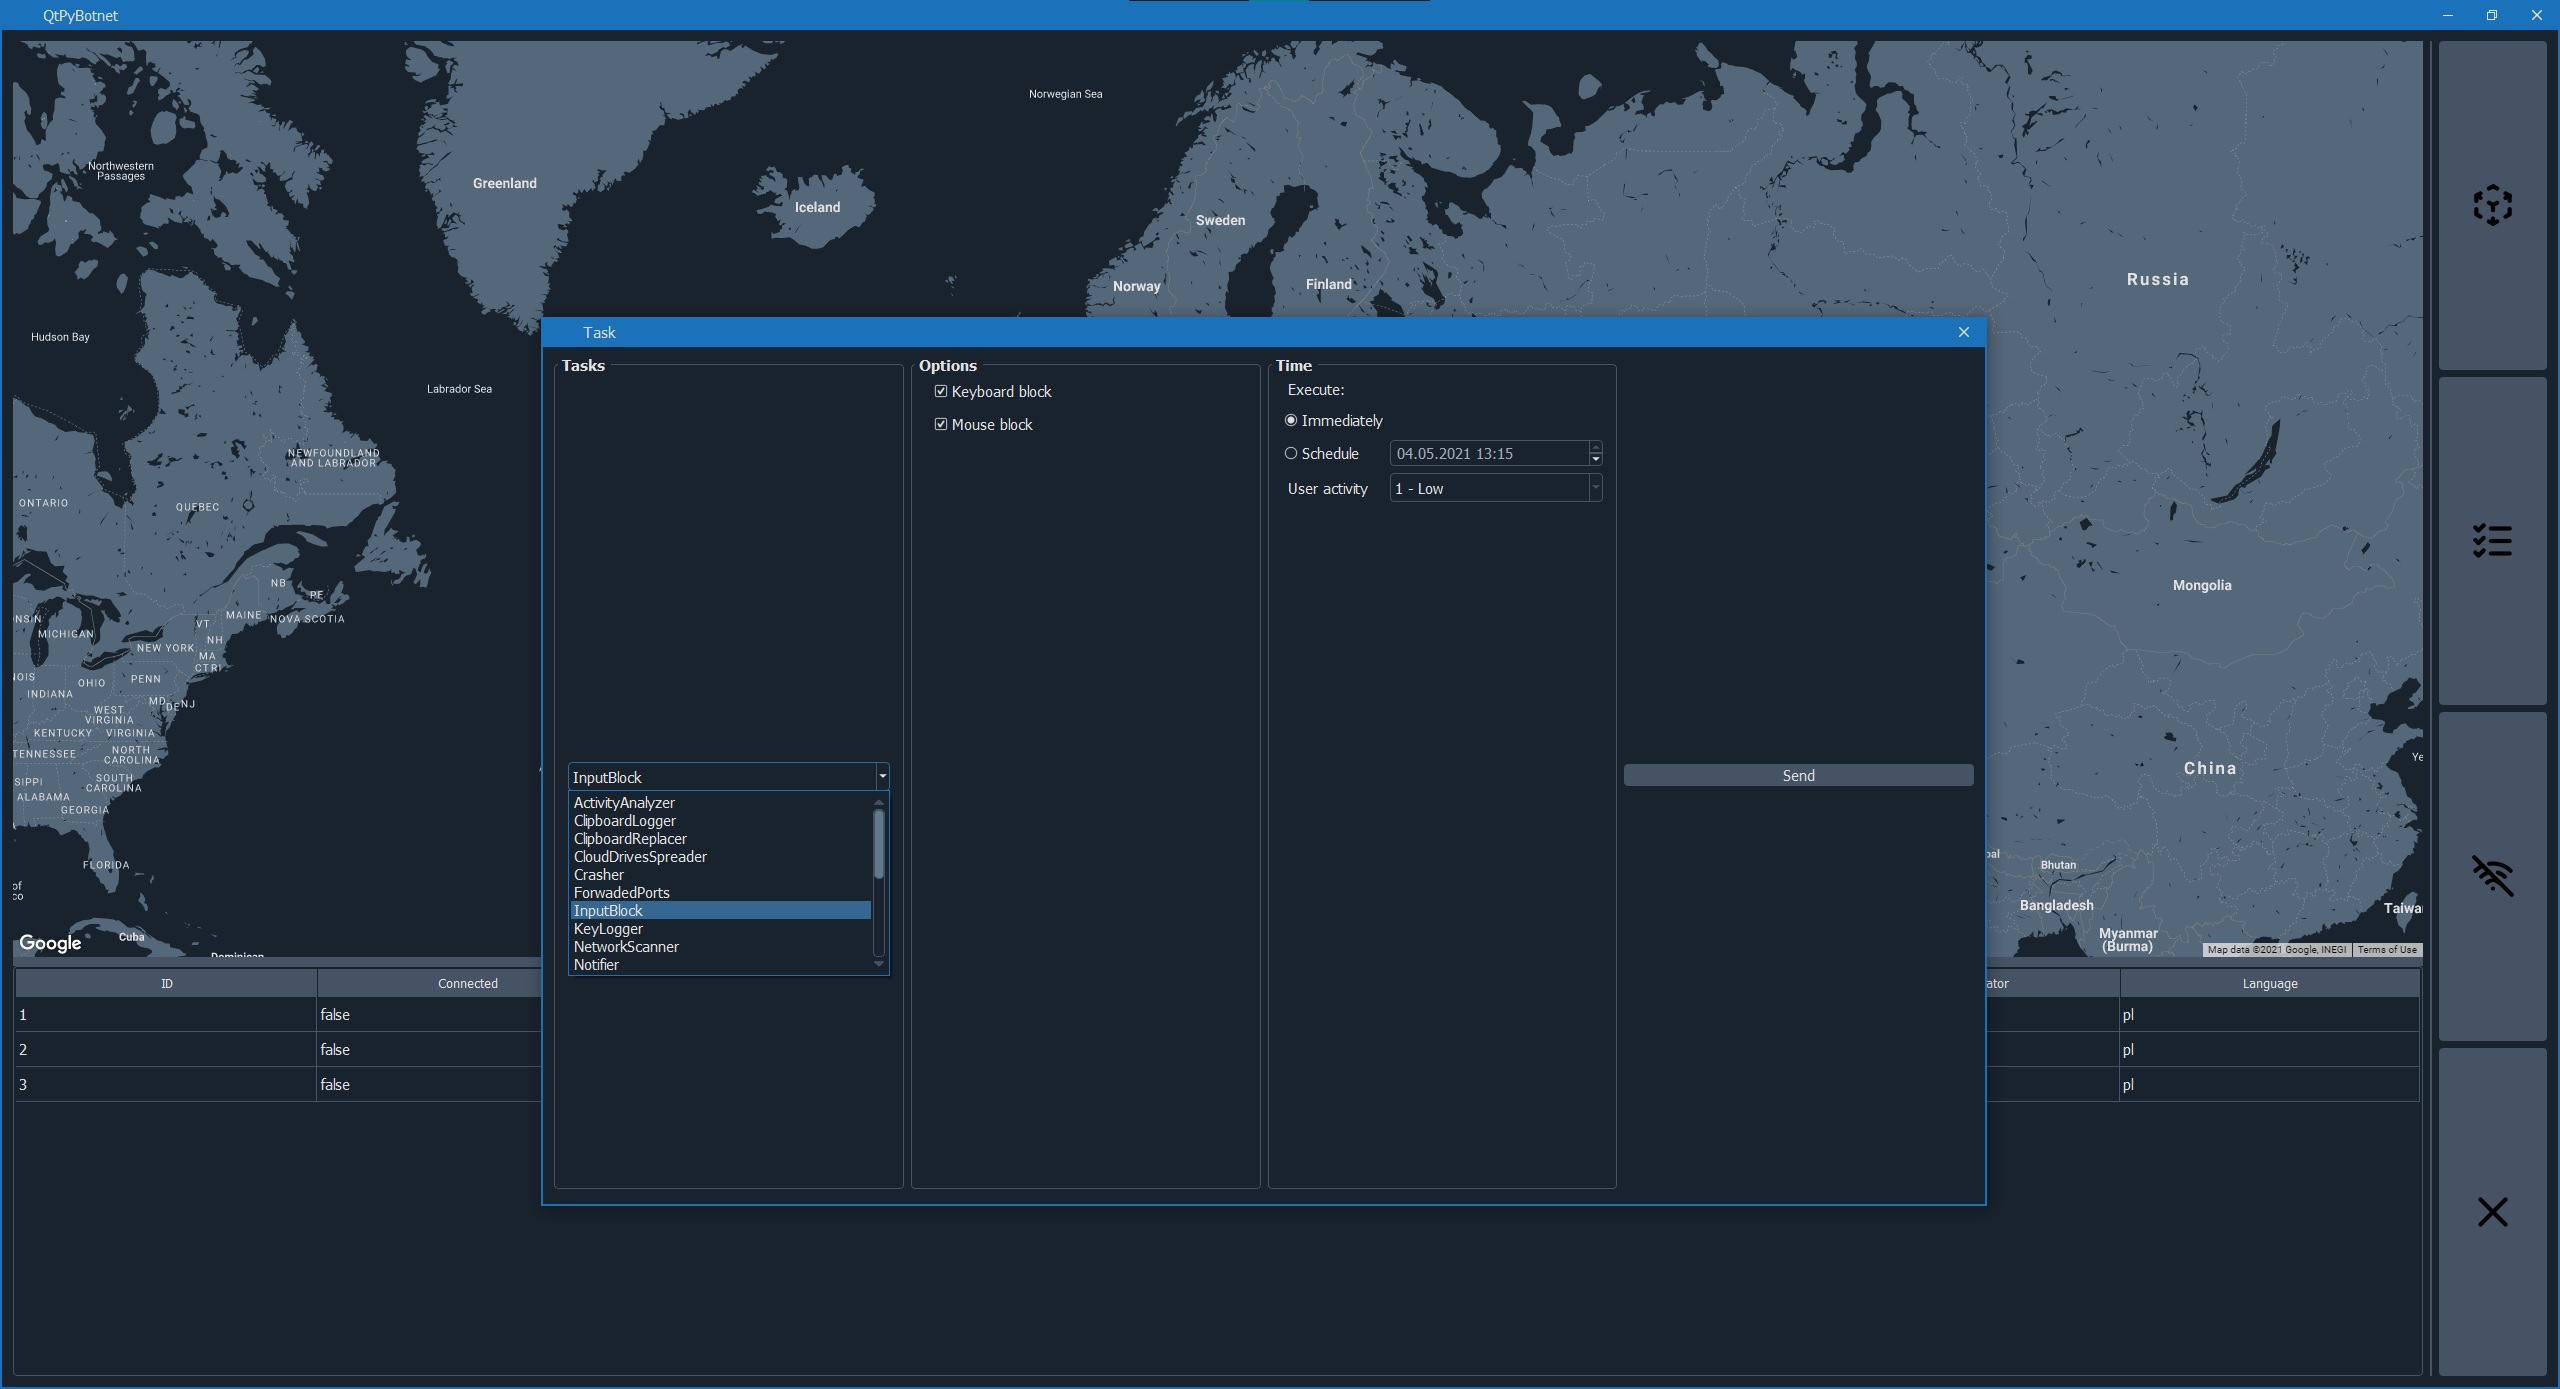 QtPyBotnet
Norwegian Sea
Northwestern
Passages
Greenland
Iceland
Sweden
Norway
Finland
Russia
Hudson Bay
Labrador Sea
NEWFOUNDLAND
AND LABRADOR
ONTARIO
QUEBEC
NB
PE
MAINE
NOVA SCOTIA
NSIN
MICHIGAN
VT
NH
NEW YORK
MA
CT RI
OIS
OHIO
PENN
INDIANA
MD
DE NJ
WEST
VIRGINIA
KENTUCKY
VIRGINIA
TENNESSEE
NORTH
CAROLINA
SIPPI
SOUTH
CAROLINA
ALABAMA
GEORGIA
FLORIDA
of
co
Google
Cuba
Dominican
Mongolia
Ye
China
pal
Bhutan
Bangladesh
Taiwa
Myanmar
(Burma)
Map data ©2021 Google, INEGI
Terms of Use
Task
Tasks
InputBlock
ActivityAnalyzer
ClipboardLogger
ClipboardReplacer
CloudDrivesSpreader
Crasher
ForwadedPorts
InputBlock
KeyLogger
NetworkScanner
Notifier
Options
Keyboard block
Mouse block
Time
Execute:
Immediately
Schedule 04.05.2021 13:15
User activity 1 - Low
Send
ID Connected ator Language
1 false pl
2 false pl
3 false pl